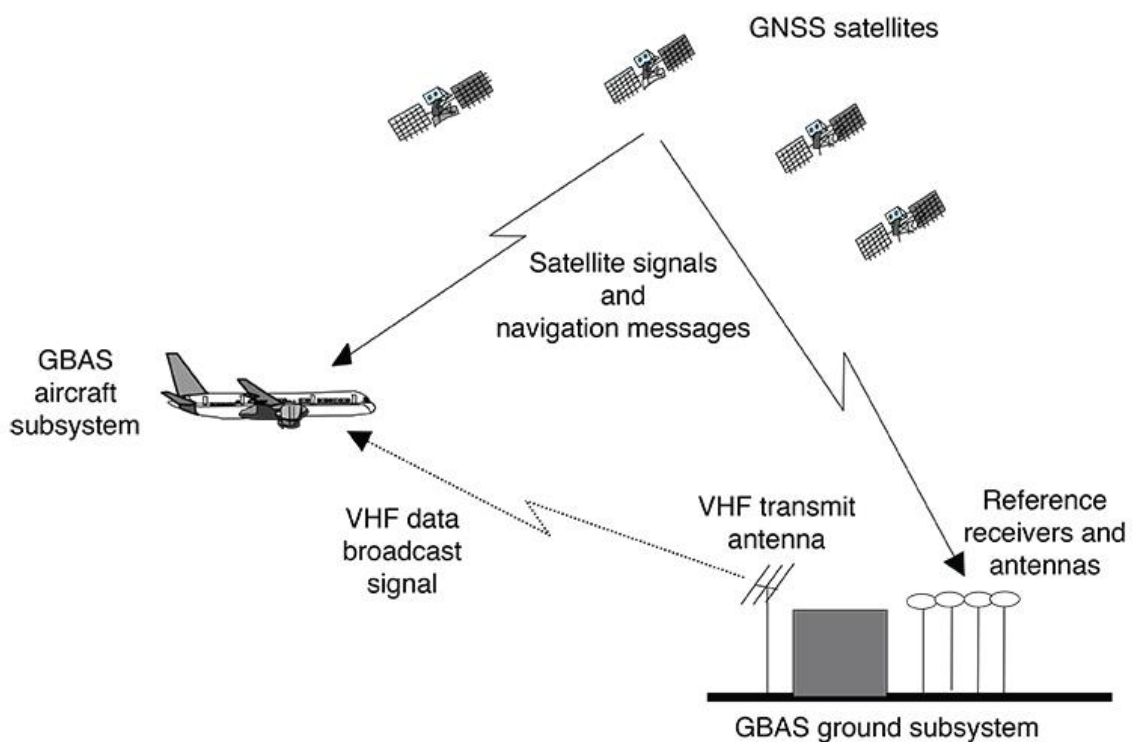 GNSS satellites
Satellite signals
and
navigation messages
GBAS
aircraft
subsystem
VHF data
broadcast
signal
VHF transmit
antenna
Reference
receivers and
antennas
GBAS ground subsystem